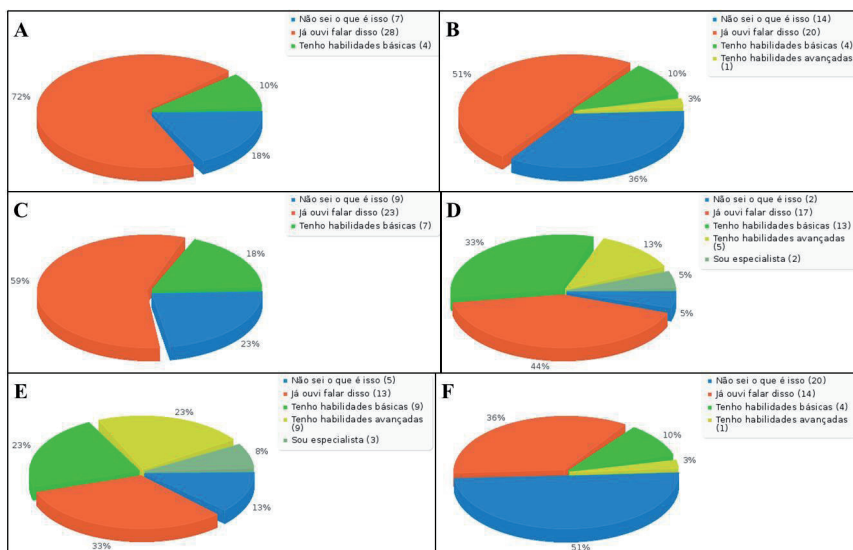 A
Não sei o que é isso (7)
Já ouvi falar disso (28)
Tenho habilidades básicas (4)
72%
10%
18%
B
Não sei o que é isso (14)
Já ouvi falar disso (20)
Tenho habilidades básicas (4)
Tenho habilidades avançadas
(1)
51%
10%
3%
36%
C
Não sei o que é isso (9)
Já ouvi falar disso (23)
Tenho habilidades básicas (7)
18%
59%
23%
D
Não sei o que é isso (2)
Já ouvi falar disso (17)
Tenho habilidades básicas (13)
Tenho habilidades avançadas
(5)
Sou especialista (2)
33%
13%
5%
5%
44%
E
Não sei o que é isso (5)
Já ouvi falar disso (13)
Tenho habilidades básicas (9)
Tenho habilidades avançadas
(9)
Sou especialista (3)
23%
23%
8%
13%
33%
F
Não sei o que é isso (20)
Já ouvi falar disso (14)
Tenho habilidades básicas (4)
Tenho habilidades avançadas
(1)
36%
10%
3%
51%